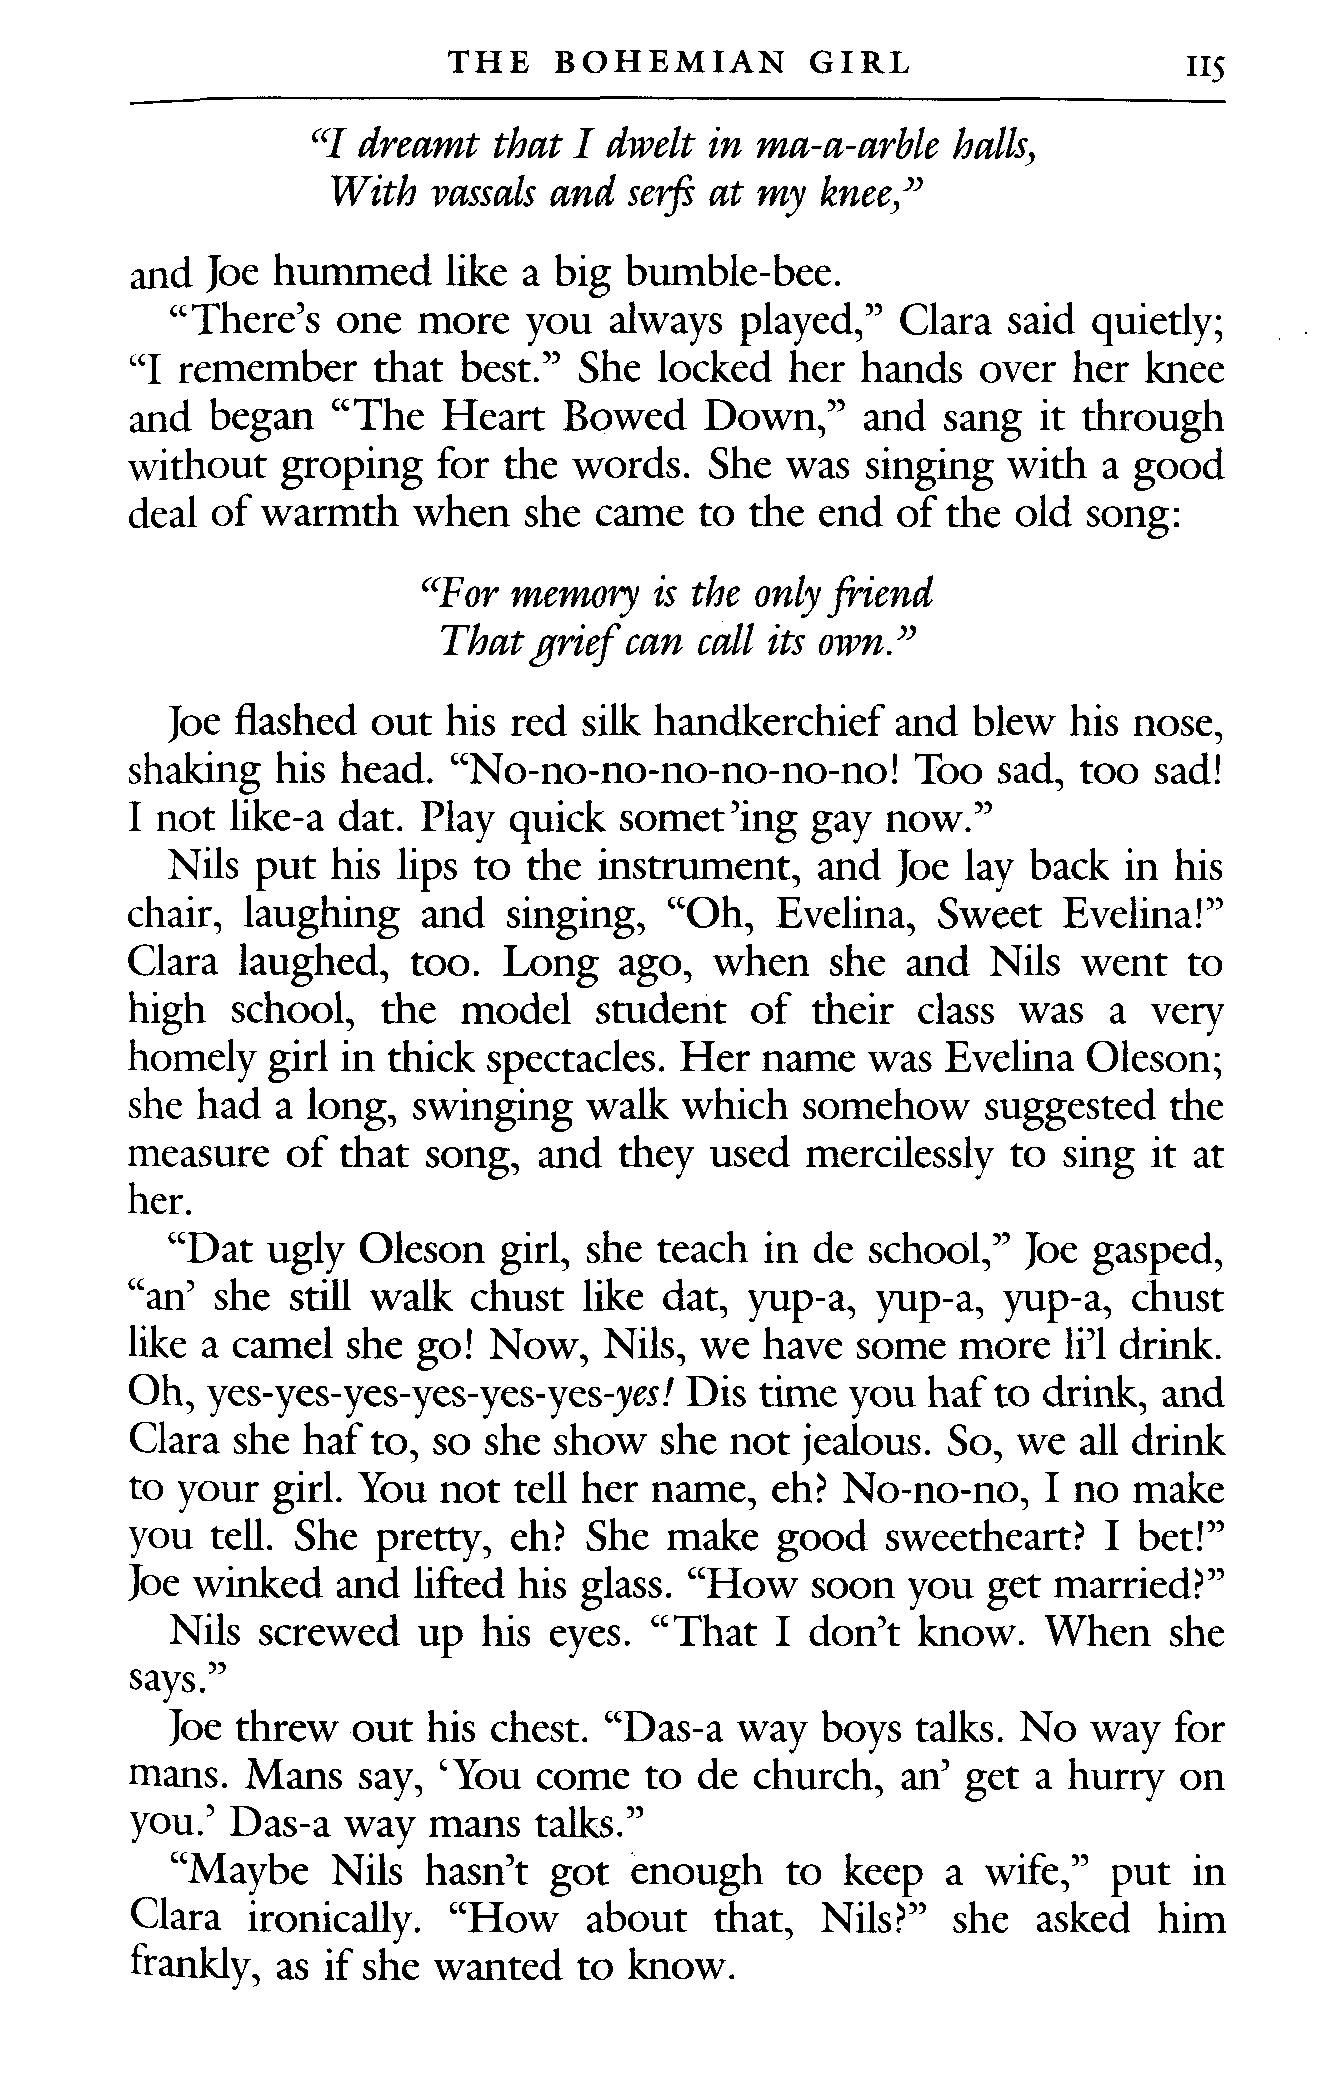 THE BOHEMIAN GIRL 115
“I dreamt that I dwelt in ma-a-arble halls,
With vassals and serfs at my knee,”
and Joe hummed like a big bumble-bee.
“There’s one more you always played,” Clara said quietly;
“I remember that best.” She locked her hands over her knee
and began “The Heart Bowed Down,” and sang it through
without groping for the words. She was singing with a good
deal of warmth when she came to the end of the old song:
“For memory is the only friend
That grief can call its own.”
Joe flashed out his red silk handkerchief and blew his nose,
shaking his head. “No-no-no-no-no-no-no! Too sad, too sad!
I not like-a dat. Play quick somet’ing gay now.”
Nils put his lips to the instrument, and Joe lay back in his
chair, laughing and singing, “Oh, Evelina, Sweet Evelina!”
Clara laughed, too. Long ago, when she and Nils went to
high school, the model student of their class was a very
homely girl in thick spectacles. Her name was Evelina Oleson;
she had a long, swinging walk which somehow suggested the
measure of that song, and they used mercilessly to sing it at
her.
“Dat ugly Oleson girl, she teach in de school,” Joe gasped,
“an’ she still walk chust like dat, yup-a, yup-a, yup-a, chust
like a camel she go! Now, Nils, we have some more li’l drink.
Oh, yes-yes-yes-yes-yes-yes-yes! Dis time you haf to drink, and
Clara she haf to, so she show she not jealous. So, we all drink
to your girl. You not tell her name, eh? No-no-no, I no make
you tell. She pretty, eh? She make good sweetheart? I bet!”
Joe winked and lifted his glass. “How soon you get married?”
Nils screwed up his eyes. “That I don’t know. When she
says.”
Joe threw out his chest. “Das-a way boys talks. No way for
mans. Mans say, ‘You come to de church, an’ get a hurry on
you.’ Das-a way mans talks.”
“Maybe Nils hasn’t got enough to keep a wife,” put in
Clara ironically. “How about that, Nils?” she asked him
frankly, as if she wanted to know.